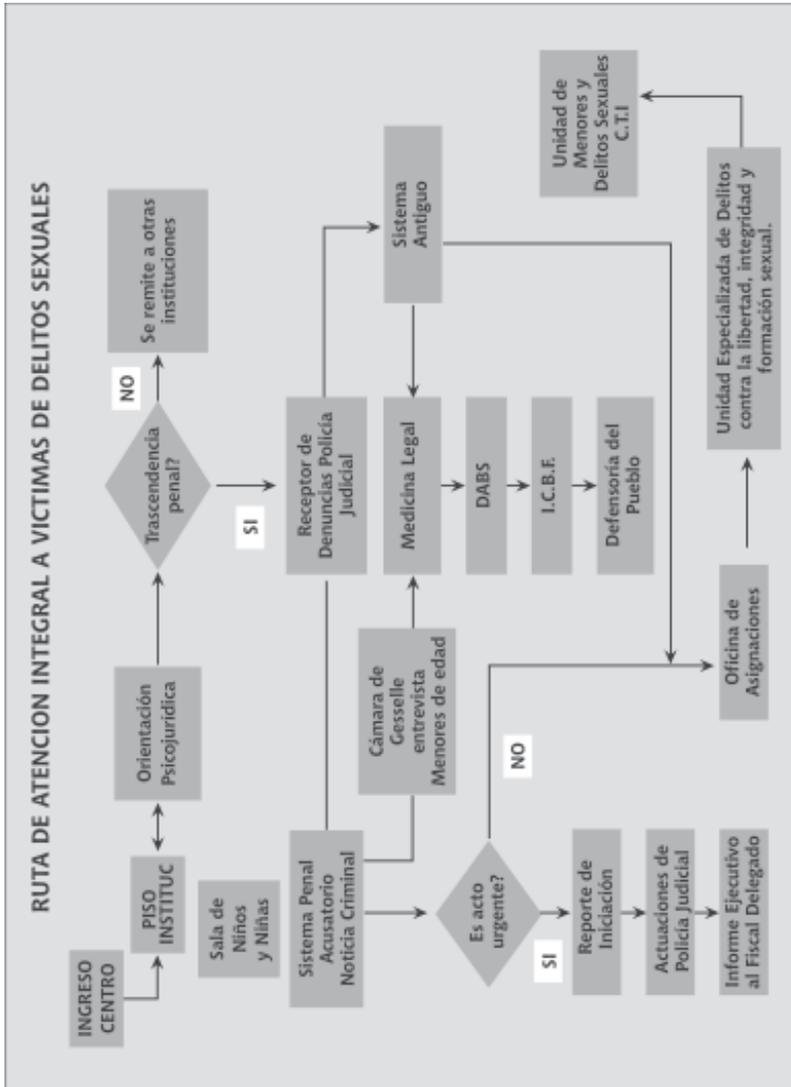 RUTA DE ATENCION INTEGRAL A VICTIMAS DE DELITOS SEXUALES
INGRESO
CENTRO
PISO
INSTITUC
Orientación
Psicojurídica
Trascendencia
penal?
NO
Se remite a otras
instituciones
SI
Sala de
Niños
y Niñas
Sistema Penal
Acusatorio
Noticia Criminal
Receptor de
Denuncias Policía
Judicial
Sistema
Antiguo
Cámara de
Gesselle
entrevista
Menores de edad
Medicina Legal
DABS
I.C.B.F.
Defensoría del
Pueblo
Es acto
urgente?
NO
SI
Reporte de
Iniciación
Actuaciones de
Policía Judicial
Informe Ejecutivo
al Fiscal Delegado
Oficina de
Asignaciones
Unidad Especializada de Delitos
contra la libertad, integridad y
formación sexual.
Unidad de
Menores y
Delitos Sexuales
C.T.I